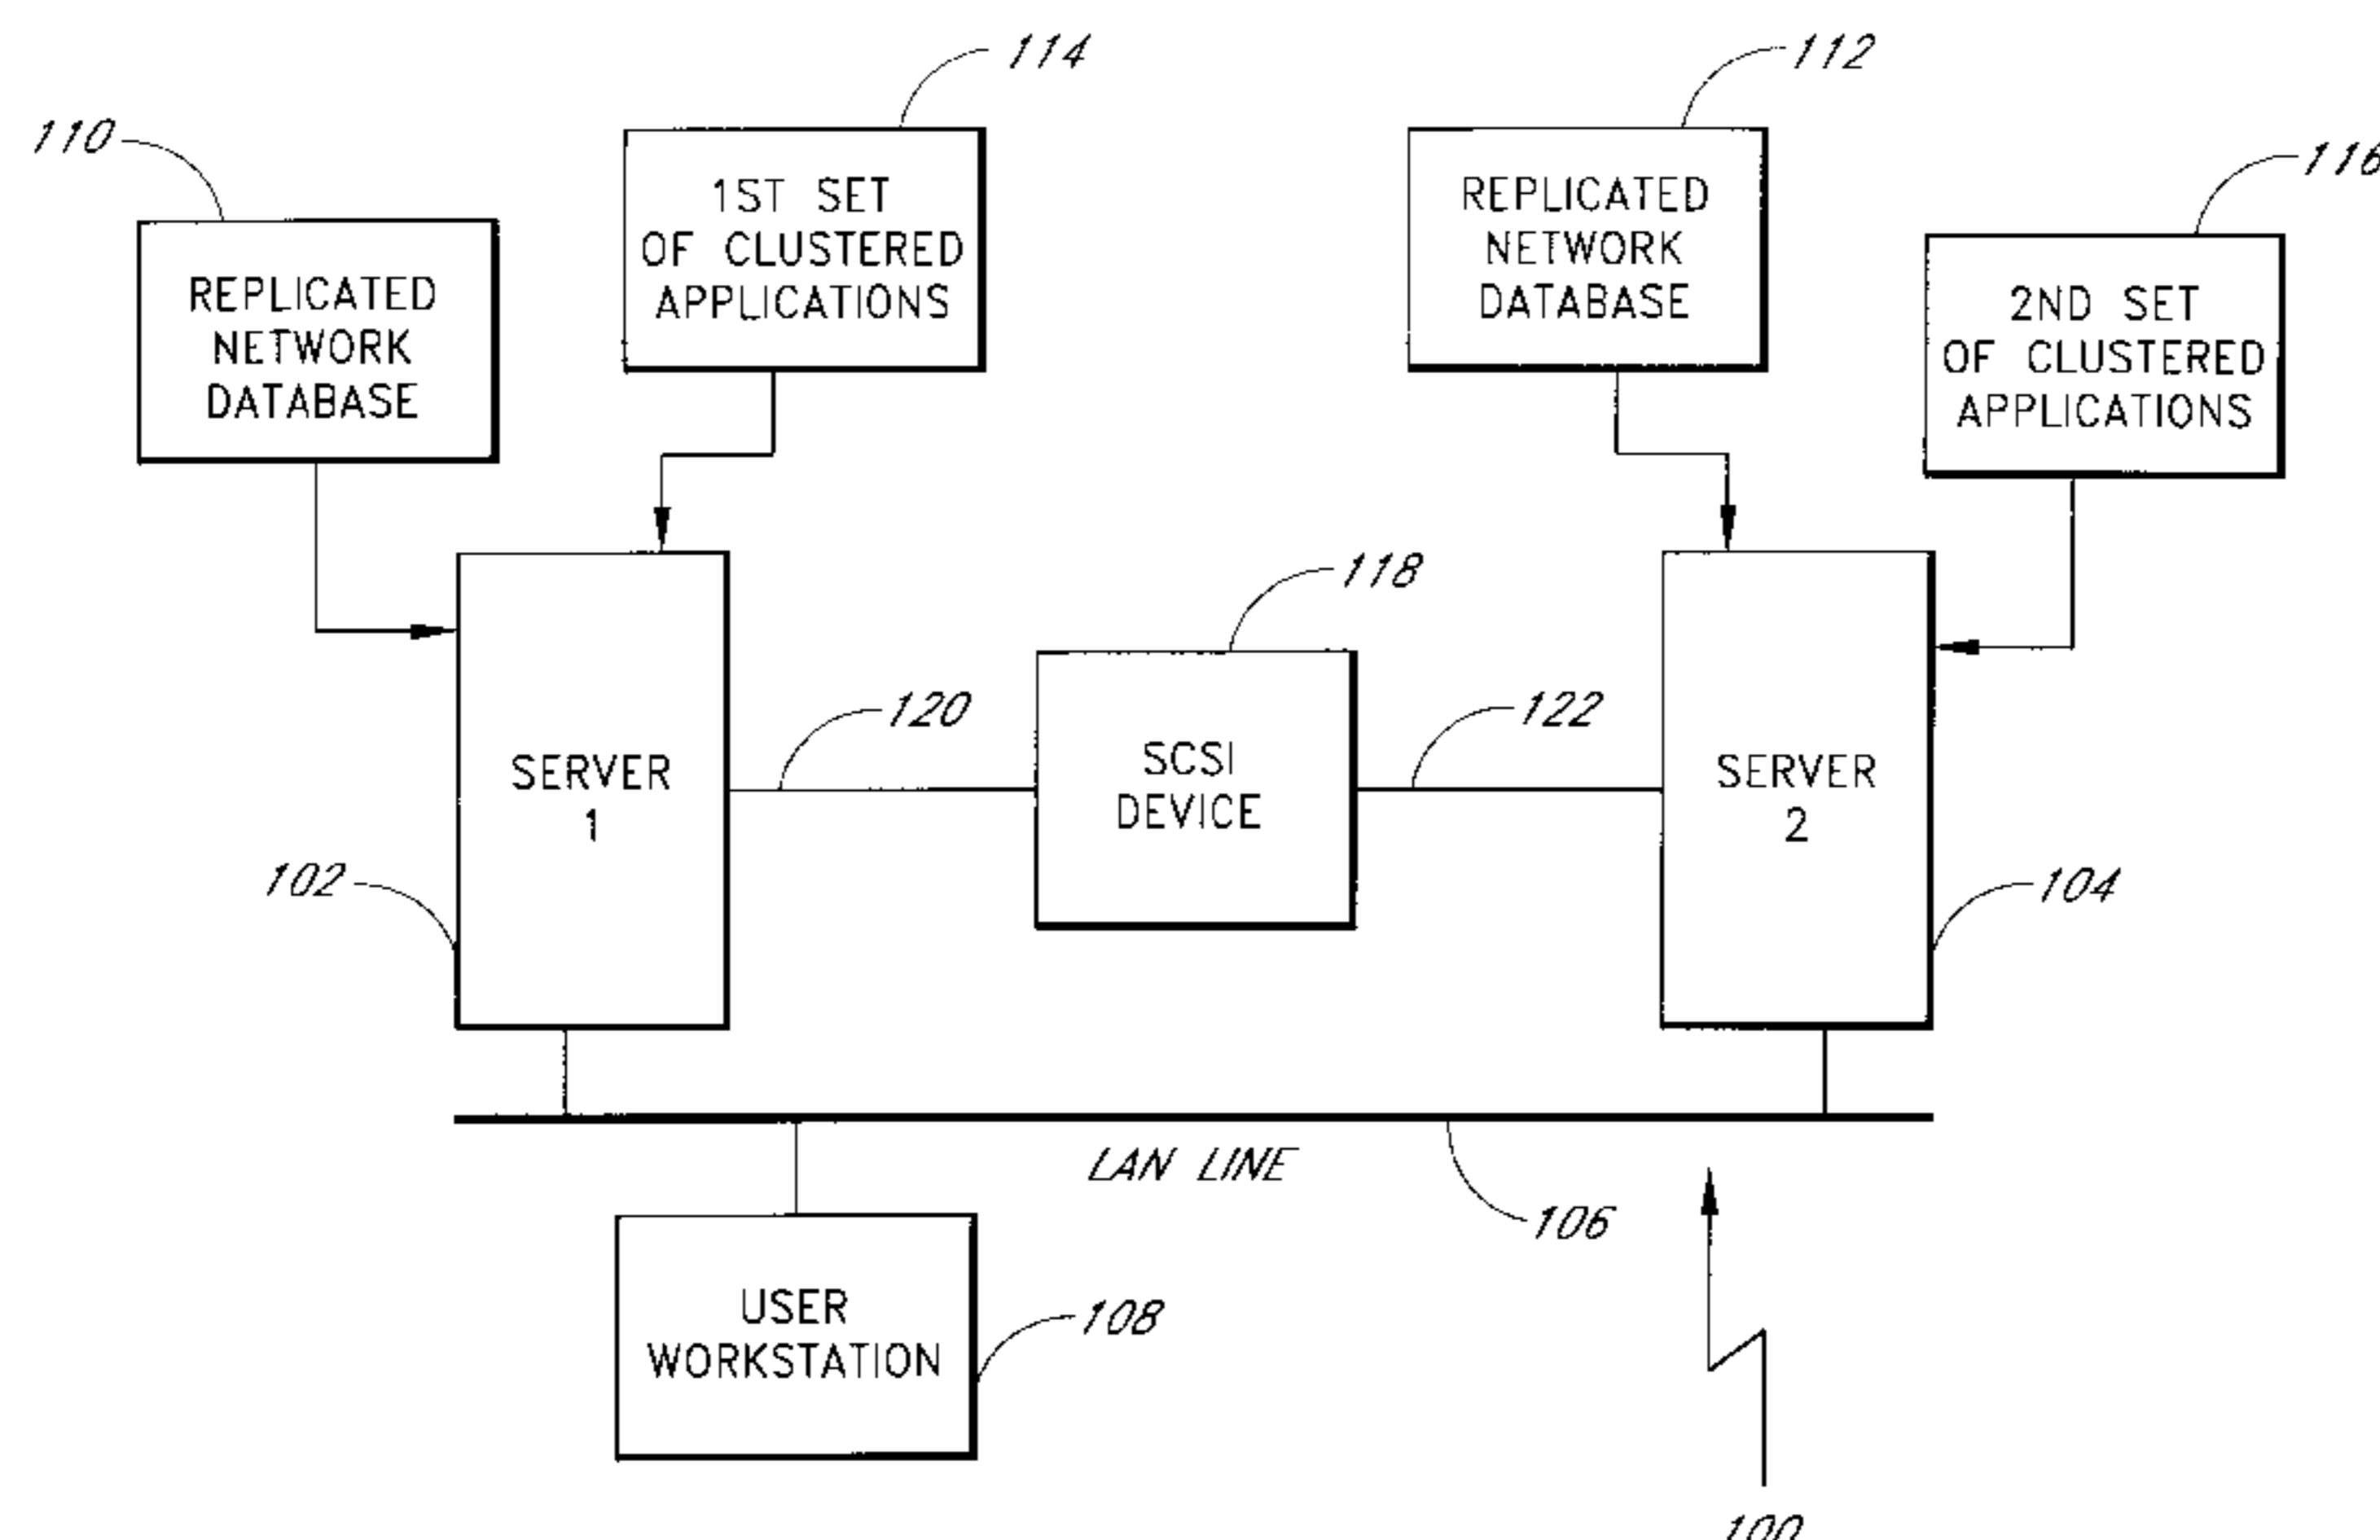 114
112
110
116
1ST SET
OF CLUSTERED
APPLICATIONS
REPLICATED
NETWORK
DATABASE
REPLICATED
NETWORK
DATABASE
2ND SET
OF CLUSTERED
APPLICATIONS
118
120
122
SERVER
1
SCSI
DEVICE
SERVER
2
102
104
LAN LINE
106
USER
WORKSTATION
108
100